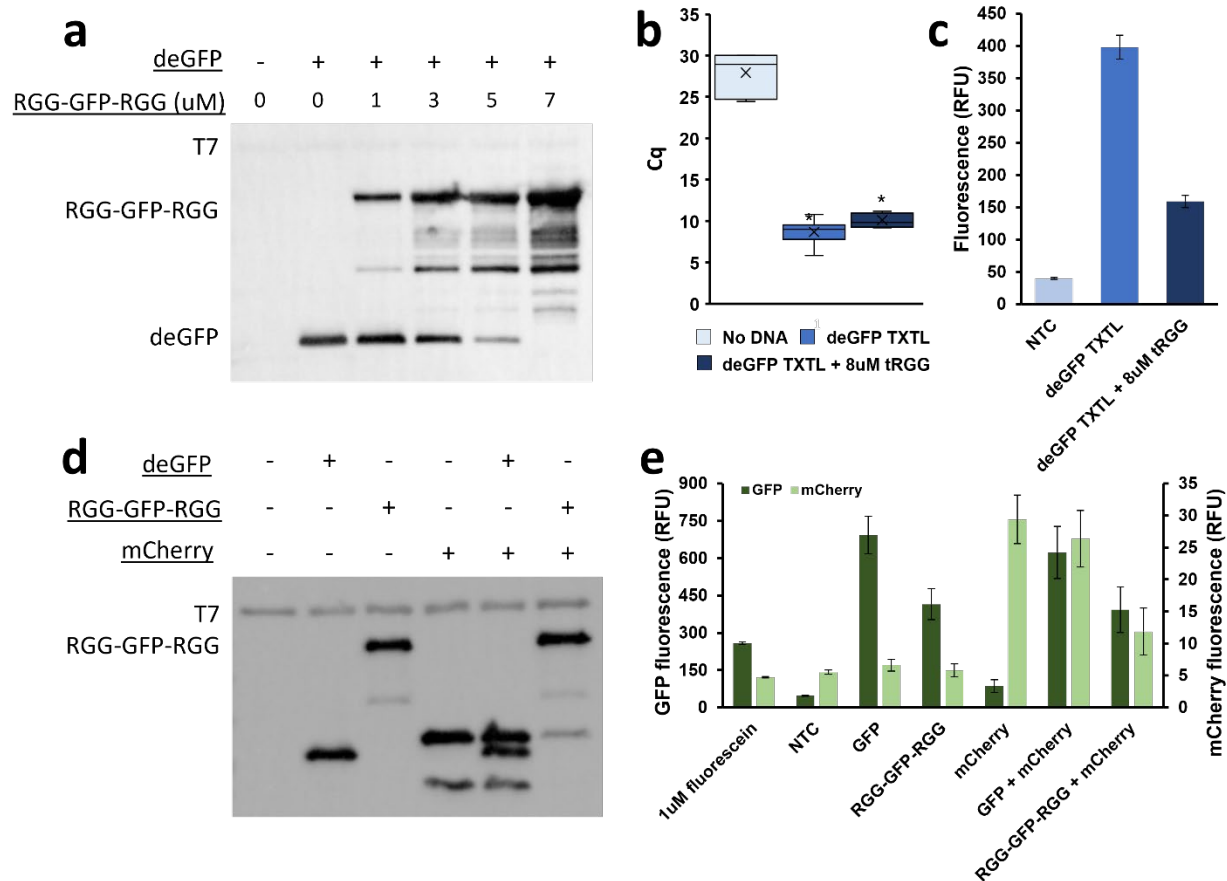 a
deGFP - + + + + +
RGG-GFP-RGG (uM) 0 0 1 3 5 7
T7
RGG-GFP-RGG
deGFP
b
Cq
35
30
25
20
15
10
5
0
*
*
No DNA deGFP TXTL
deGFP TXTL + 8uM tRGG
c
Fluorescence (RFU)
450
400
350
300
250
200
150
100
50
0
NTC
deGFP TXTL
deGFP TXTL + 8uM tRGG
d
deGFP - + - - + -
RGG-GFP-RGG - - + - - +
mCherry - - - + + +
T7
RGG-GFP-RGG
e
GFP mCherry
GFP fluorescence (RFU)
900
750
600
450
300
150
0
mCherry fluorescence (RFU)
35
30
25
20
15
10
5
0
1uM fluorescein
NTC
GFP
RGG-GFP-RGG
mCherry
GFP + mCherry
RGG-GFP-RGG + mCherry